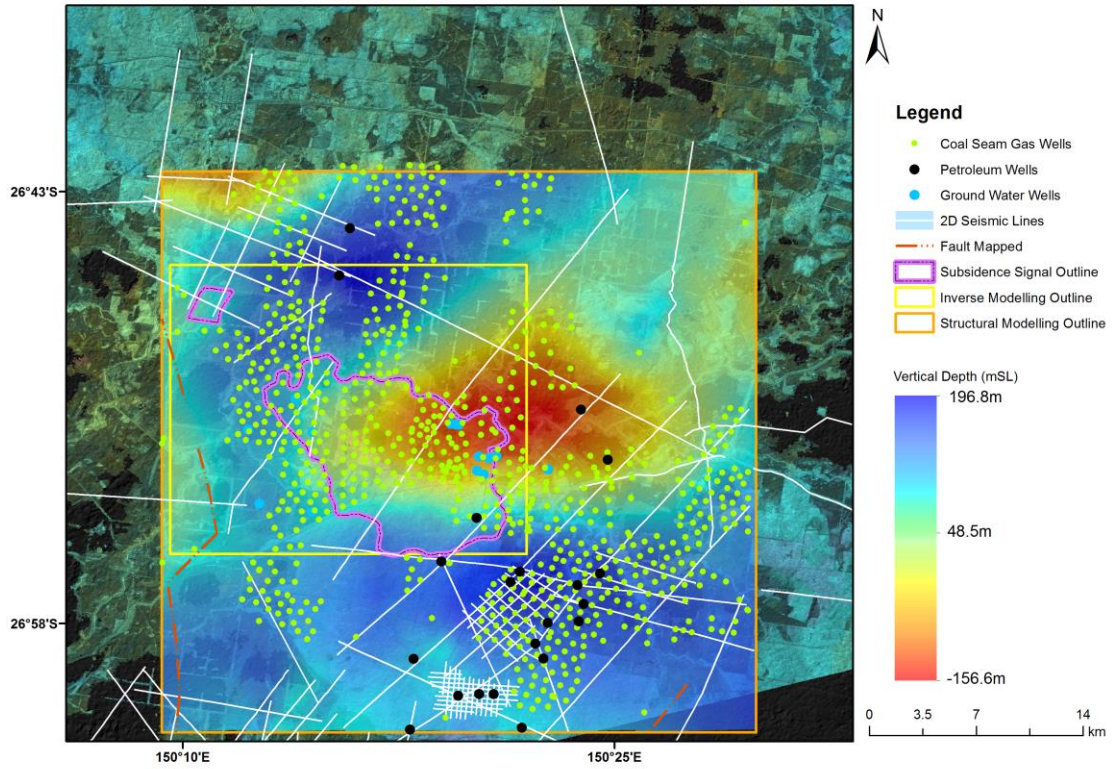 N
26°43'S
26°58'S
150°10'E
150°25'E
Legend
Coal Seam Gas Wells
Petroleum Wells
Ground Water Wells
2D Seismic Lines
Fault Mapped
Subsidence Signal Outline
Inverse Modelling Outline
Structural Modelling Outline
Vertical Depth (mSL)
196.8m
48.5m
-156.6m
0 3.5 7 14
km